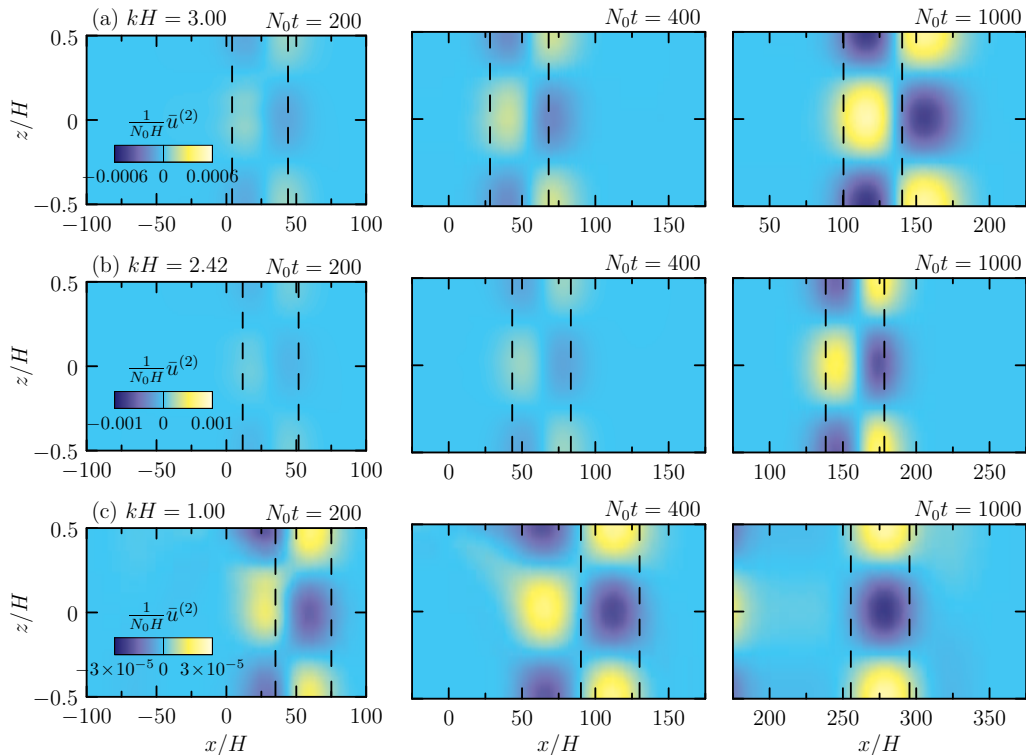 (a) kH = 3.00 N₀t = 200 N₀t = 400 N₀t = 1000
0.5
z/H 0
−0.5
1/(N₀H) ū⁽²⁾
−0.0006 0 0.0006
−100 −50 0 50 100 0 50 100 150 50 100 150 200
(b) kH = 2.42 N₀t = 200 N₀t = 400 N₀t = 1000
0.5
z/H 0
−0.5
1/(N₀H) ū⁽²⁾
−0.001 0 0.001
−100 −50 0 50 100 0 50 100 150 100 150 200 250
(c) kH = 1.00 N₀t = 200 N₀t = 400 N₀t = 1000
0.5
z/H 0
−0.5
1/(N₀H) ū⁽²⁾
−3×10⁻⁵ 0 3×10⁻⁵
−100 −50 0 50 100 0 50 100 150 200 250 300 350
x/H x/H x/H